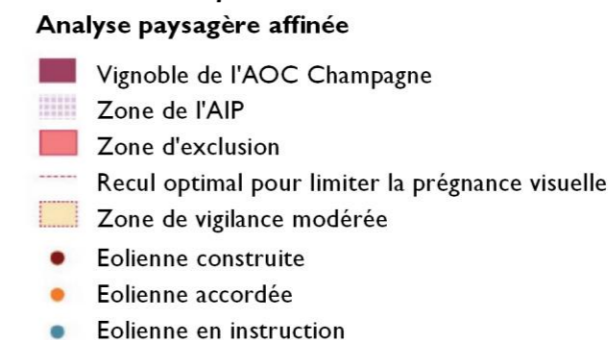 Analyse paysagère affinée
Vignoble de l'AOC Champagne
Zone de l'AIP
Zone d'exclusion
Recul optimal pour limiter la prégnance visuelle
Zone de vigilance modérée
Eolienne construite
Eolienne accordée
Eolienne en instruction